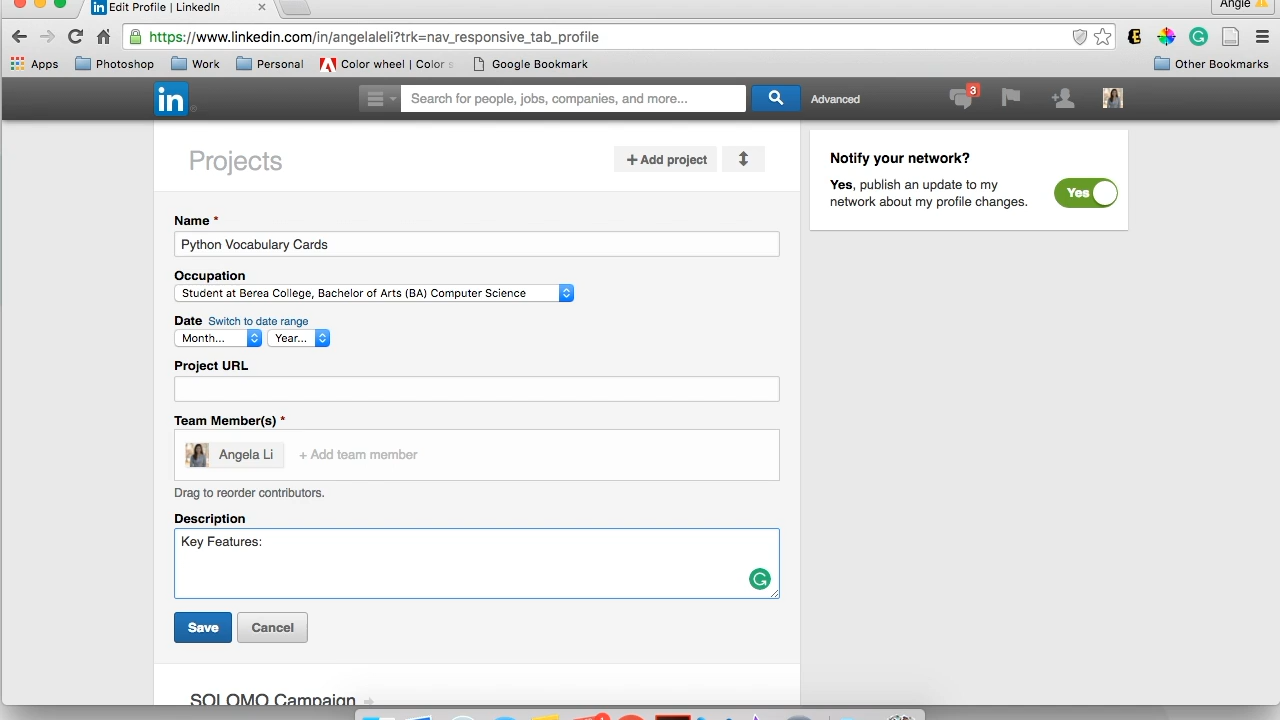 Edit Profile | LinkedIn
Angie
https://www.linkedin.com/in/angelaleli?trk=nav_responsive_tab_profile
Apps Photoshop Work Personal Color wheel | Color Google Bookmark Other Bookmarks
in Search for people, jobs, companies, and more... Advanced 3
Projects
+ Add project
Notify your network?
Yes, publish an update to my
network about my profile changes.
Yes
Name *
Python Vocabulary Cards
Occupation
Student at Berea College, Bachelor of Arts (BA) Computer Science
Date Switch to date range
Month... Year...
Project URL
Team Member(s) *
Angela Li + Add team member
Drag to reorder contributors.
Description
Key Features:
Save Cancel
SOLOMO Campaign